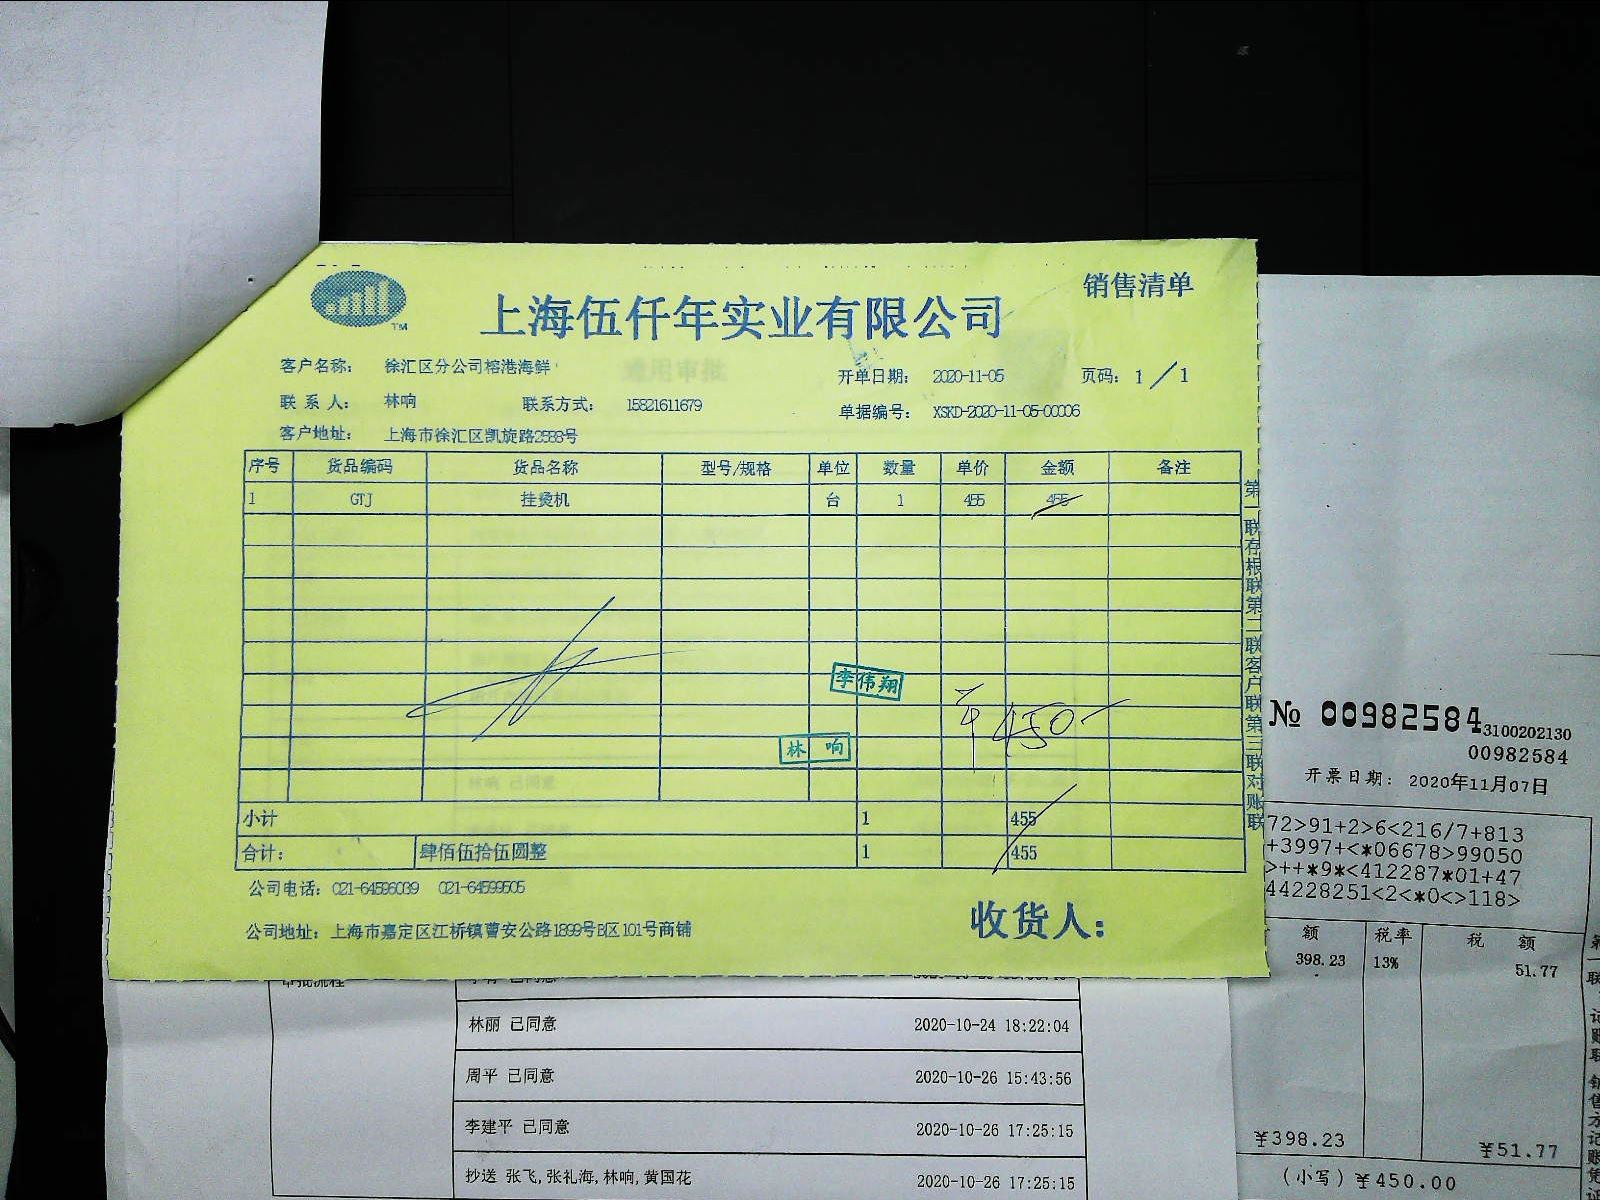 销售清单
TM
上海伍仟年实业有限公司
客户名称： 徐汇区分公司榕港海鲜
开单日期： 2020-11-05 页码： 1／1
联系人： 林响 联系方式： 15821611679
单据编号： XSKD-2020-11-05-00006
客户地址： 上海市徐汇区凯旋路2588号
序号 货品编码 货品名称 型号/规格 单位 数量 单价 金额 备注
1 GTJ 挂烫机 台 1 455 455
李伟翔
450-
林 响
小计 1 455
合计： 肆佰伍拾伍圆整 1 455
公司电话：021-64596039 021-64599505
公司地址：上海市嘉定区江桥镇曹安公路1899号B区101号商铺
收货人：
第一联存根联第二联客户联第三联对账联
№ 00982584 3100202130
00982584
开票日期： 2020年11月07日
72>91+2>6<216/7+813
+3997+<*06678>99050
>++*9*<412287*01+47
44228251<2<*0<>118>
额 税率 税 额
398.23 13% 51.77
¥398.23 ¥51.77
(小写) ¥450.00
审批流程
林丽 已同意 2020-10-24 18:22:04
周平 已同意 2020-10-26 15:43:56
李建平 已同意 2020-10-26 17:25:15
抄送 张飞,张礼海,林响,黄国花 2020-10-26 17:25:15